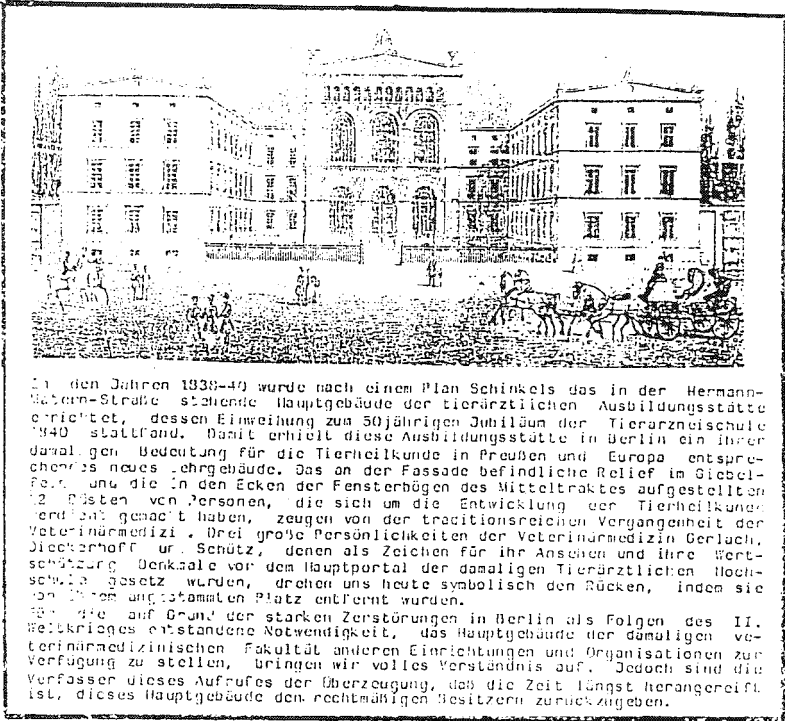 In den Jahren 1838-40 wurde nach einem Plan Schinkels das in der Hermann-
Matern-Straße stehende Hauptgebäude der tierärztlichen Ausbildungsstätte
errichtet, dessen Einweihung zum 50jährigen Jubiläum der Tierarzneischule
1840 stattfand. Damit erhielt diese Ausbildungsstätte in Berlin ein ihrer
damaligen Bedeutung für die Tierheilkunde in Preußen und Europa entspre-
chendes neues Lehrgebäude. Das an der Fassade befindliche Relief im Giebel-
feld und die in den Ecken der Fensterbögen des Mitteltraktes aufgestellten
12 Büsten von Personen, die sich um die Entwicklung der Tierheilkunde
verdient gemacht haben, zeugen von der traditionsreichen Vergangenheit der
Veterinärmedizin. Drei große Persönlichkeiten der Veterinärmedizin Gerlach,
Dieckerhoff und Schütz, denen als Zeichen für ihr Ansehen und ihre Wert-
schätzung Denkmale vor dem Hauptportal der damaligen Tierärztlichen Hoch-
schule gesetzt wurden, drehen uns heute symbolisch den Rücken, indem sie
von ihrem angestammten Platz entfernt wurden.
Für die auf Grund der starken Zerstörungen in Berlin als Folgen des II.
Weltkrieges entstandene Notwendigkeit, das Hauptgebäude der damaligen ve-
terinärmedizinischen Fakultät anderen Einrichtungen und Organisationen zur
Verfügung zu stellen, bringen wir volles Verständnis auf. Jedoch sind die
Verfasser dieses Aufrufes der Überzeugung, daß die Zeit längst herangereift
ist, dieses Hauptgebäude den rechtmäßigen Besitzern zurückzugeben.